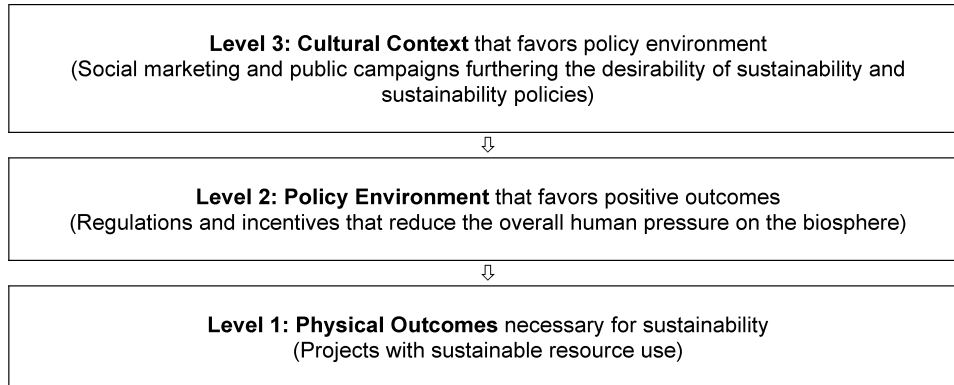 Level 3: Cultural Context that favors policy environment
(Social marketing and public campaigns furthering the desirability of sustainability and
sustainability policies)
Level 2: Policy Environment that favors positive outcomes
(Regulations and incentives that reduce the overall human pressure on the biosphere)
Level 1: Physical Outcomes necessary for sustainability
(Projects with sustainable resource use)